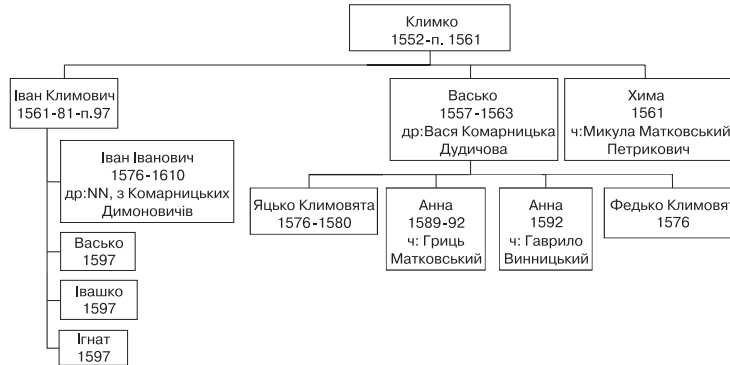 Климко
1552-п. 1561
Іван Климович
1561-81-п.97
Васько
1557-1563
др:Вася Комарницька
Дудичова
Хима
1561
ч:Микула Матковський
Петрикович
Іван Іванович
1576-1610
др:NN, з Комарницьких
Димоновичів
Яцько Климовята
1576-1580
Анна
1589-92
ч: Гриць
Матковський
Анна
1592
ч: Гаврило
Винницький
Федько Климовят
1576
Васько
1597
Івашко
1597
Ігнат
1597